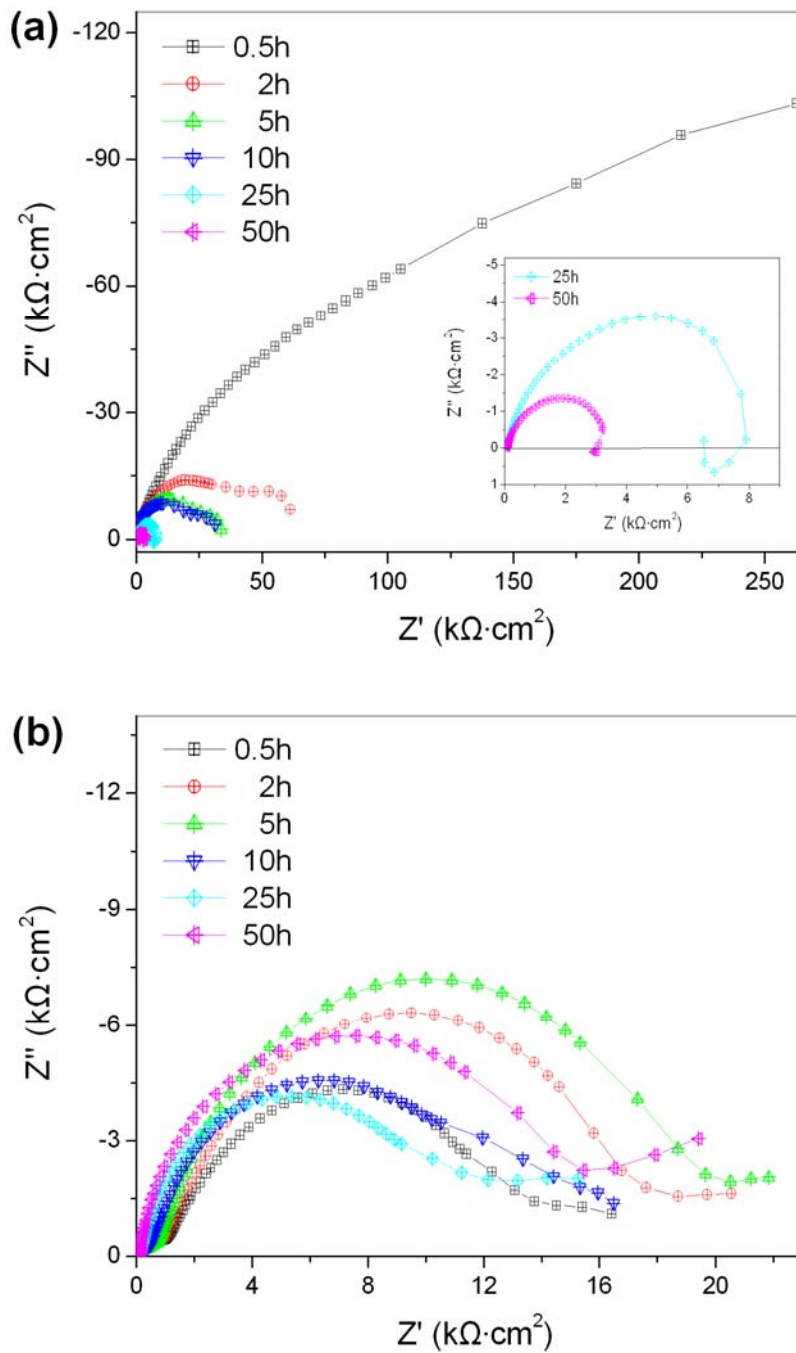 (a)
-120
-90
-60
-30
0
Z'' (kΩ·cm²)
0.5h
2h
5h
10h
25h
50h
-5
-4
-3
-2
-1
0
1
Z'' (kΩ·cm²)
25h
50h
0 2 4 6 8
Z' (kΩ·cm²)
0 50 100 150 200 250
Z' (kΩ·cm²)
(b)
-12
-9
-6
-3
0
Z'' (kΩ·cm²)
0.5h
2h
5h
10h
25h
50h
0 4 8 12 16 20
Z' (kΩ·cm²)